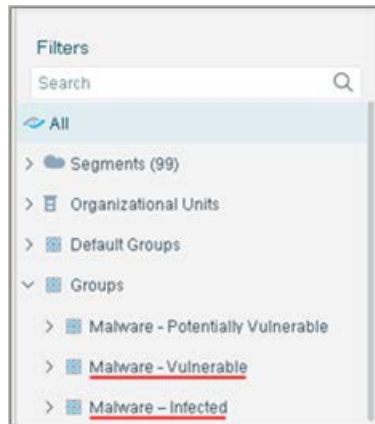 Filters
Search
All
Segments (99)
Organizational Units
Default Groups
Groups
Malware - Potentially Vulnerable
Malware - Vulnerable
Malware – Infected